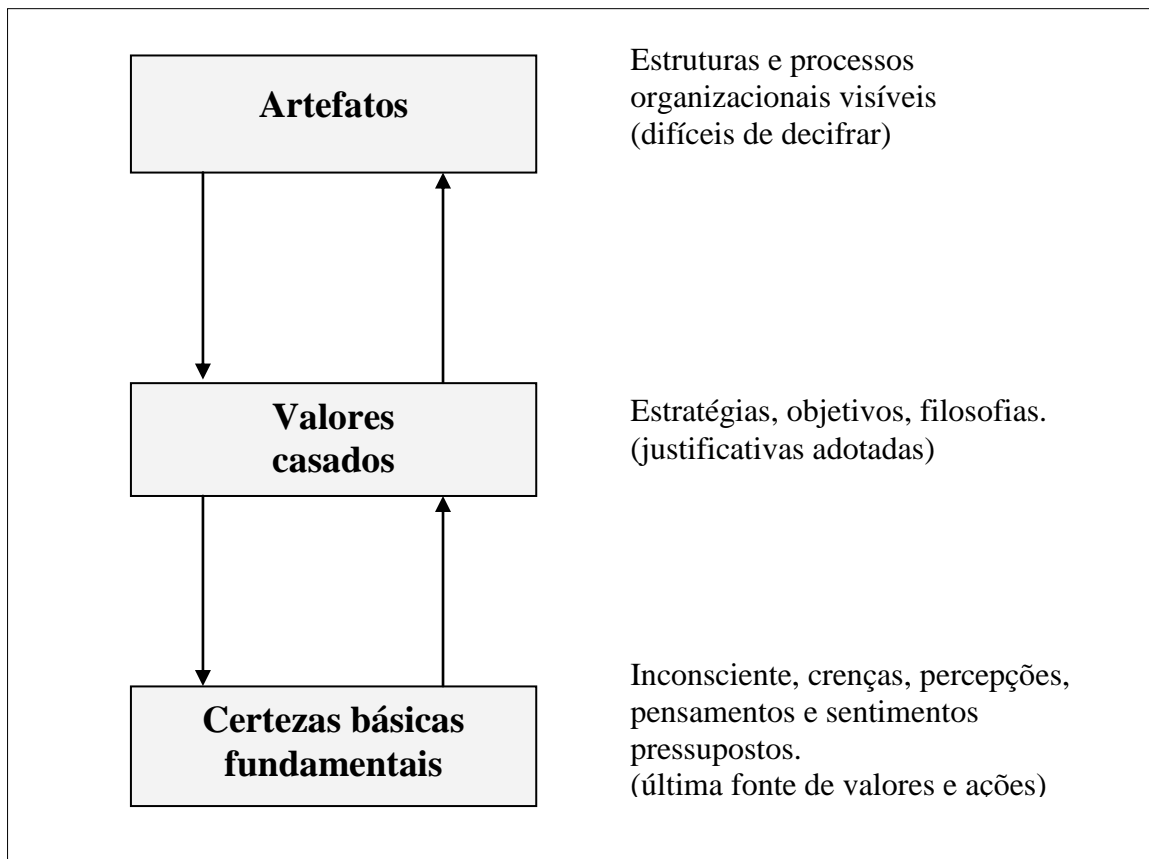 Artefatos
Estruturas e processos
organizacionais visíveis
(difíceis de decifrar)
Valores
casados
Estratégias, objetivos, filosofias.
(justificativas adotadas)
Certezas básicas
fundamentais
Inconsciente, crenças, percepções,
pensamentos e sentimentos
pressupostos.
(última fonte de valores e ações)